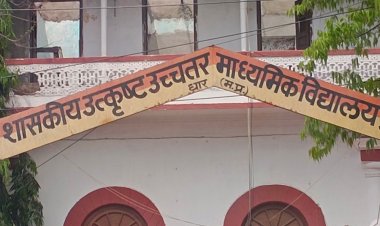 शासकीय उत्कृष्ट उच्चतर माध्यमिक विद्यालय
धार (म.प्र.)